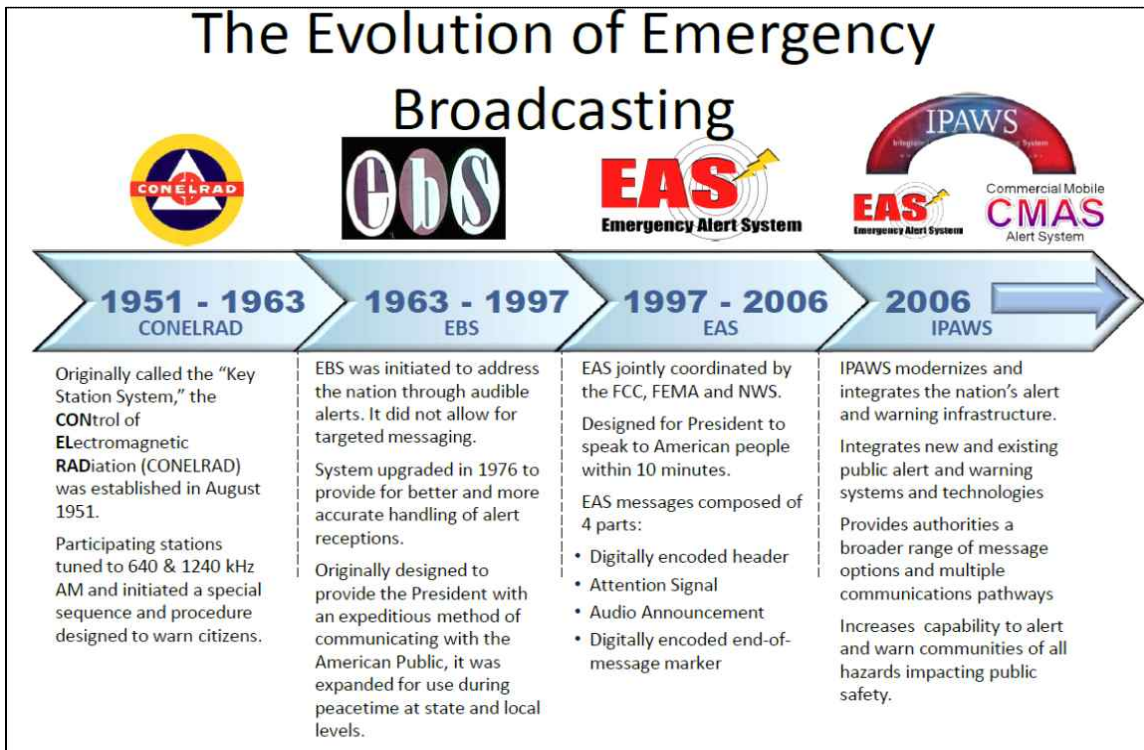 The Evolution of Emergency
Broadcasting
CONELRAD
ebs
EAS
Emergency Alert System
IPAWS
EAS
Emergency Alert System
Commercial Mobile
CMAS
Alert System
1951 - 1963
CONELRAD
1963 - 1997
EBS
1997 - 2006
EAS
2006
IPAWS
Originally called the “Key
Station System,” the
CONtrol of
ELectromagnetic
RADiation (CONELRAD)
was established in August
1951.
Participating stations
tuned to 640 & 1240 kHz
AM and initiated a special
sequence and procedure
designed to warn citizens.
EBS was initiated to address
the nation through audible
alerts. It did not allow for
targeted messaging.
System upgraded in 1976 to
provide for better and more
accurate handling of alert
receptions.
Originally designed to
provide the President with
an expeditious method of
communicating with the
American Public, it was
expanded for use during
peacetime at state and local
levels.
EAS jointly coordinated by
the FCC, FEMA and NWS.
Designed for President to
speak to American people
within 10 minutes.
EAS messages composed of
4 parts:
• Digitally encoded header
• Attention Signal
• Audio Announcement
• Digitally encoded end-of-
message marker
IPAWS modernizes and
integrates the nation’s alert
and warning infrastructure.
Integrates new and existing
public alert and warning
systems and technologies
Provides authorities a
broader range of message
options and multiple
communications pathways
Increases capability to alert
and warn communities of all
hazards impacting public
safety.